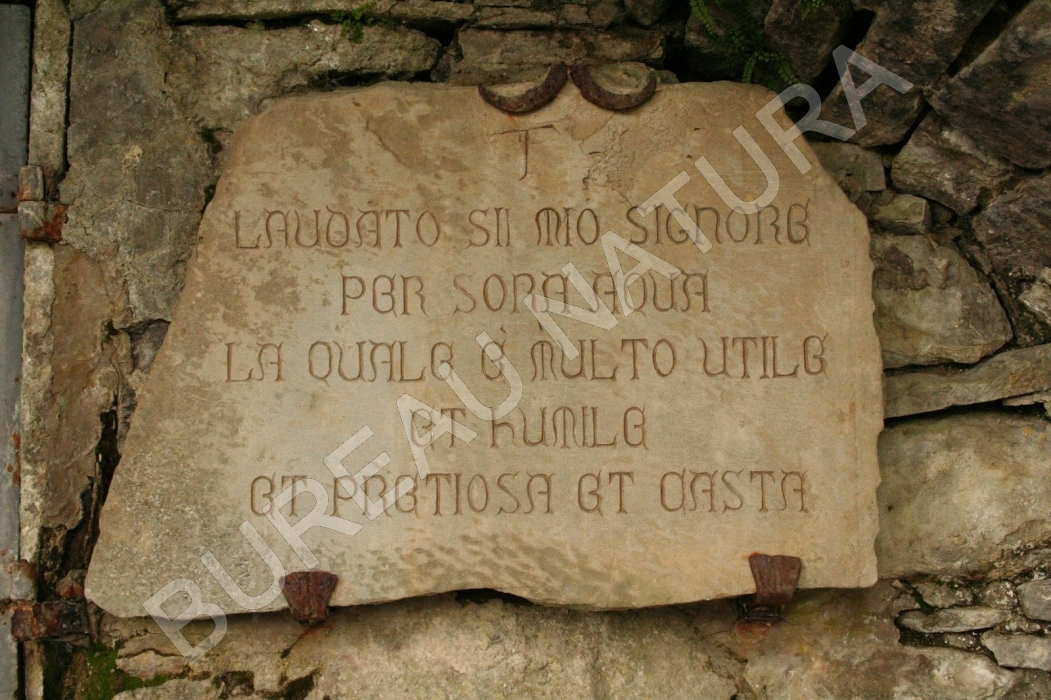 LAUDATO SII MIO SIGNORE
PER SORA AQUA
LA QUALE È MULTO UTILE
ET HUMILE
ET PRETIOSA ET CASTA
BUREAU NATURA